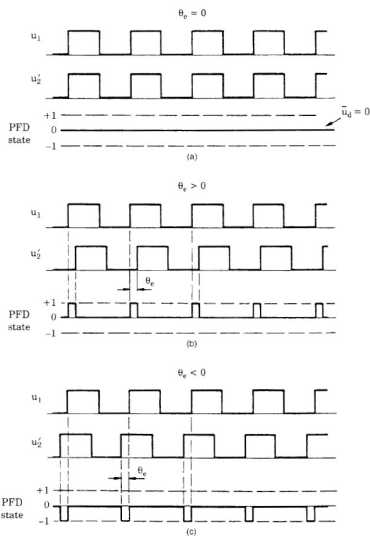 θe = 0
u1
u2′
+1
PFD
state
0
−1
ūd = 0
(a)
θe > 0
u1
u2′
θe
+1
PFD
state
0
−1
(b)
θe < 0
u1
u2′
θe
+1
PFD
state
0
−1
(c)